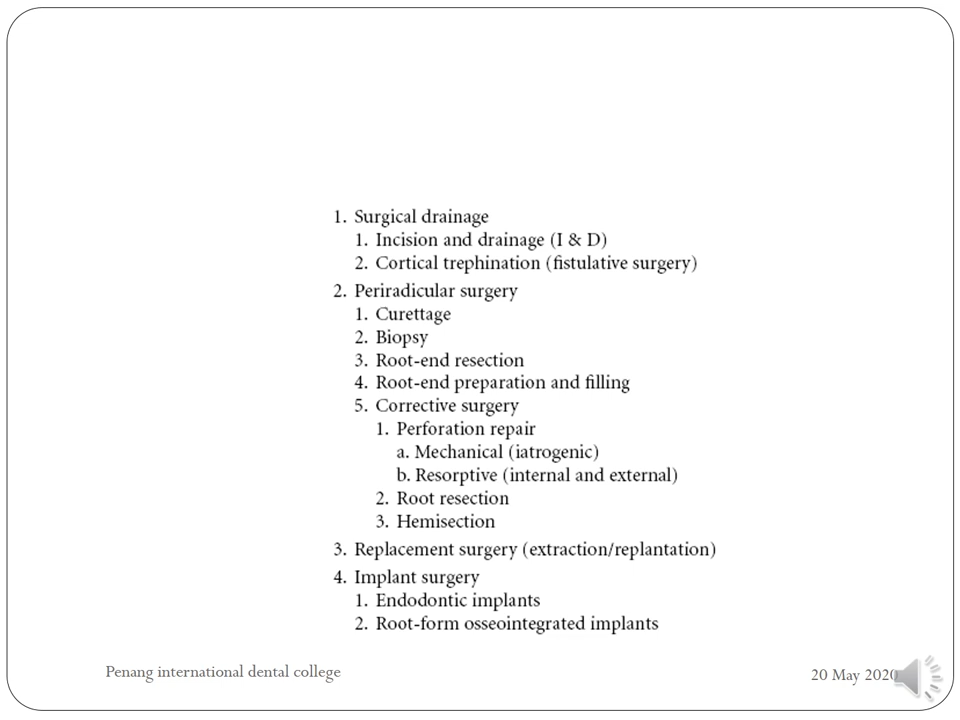 1. Surgical drainage
1. Incision and drainage (I & D)
2. Cortical trephination (fistulative surgery)
2. Periradicular surgery
1. Curettage
2. Biopsy
3. Root-end resection
4. Root-end preparation and filling
5. Corrective surgery
1. Perforation repair
a. Mechanical (iatrogenic)
b. Resorptive (internal and external)
2. Root resection
3. Hemisection
3. Replacement surgery (extraction/replantation)
4. Implant surgery
1. Endodontic implants
2. Root-form osseointegrated implants
Penang international dental college
20 May 2020